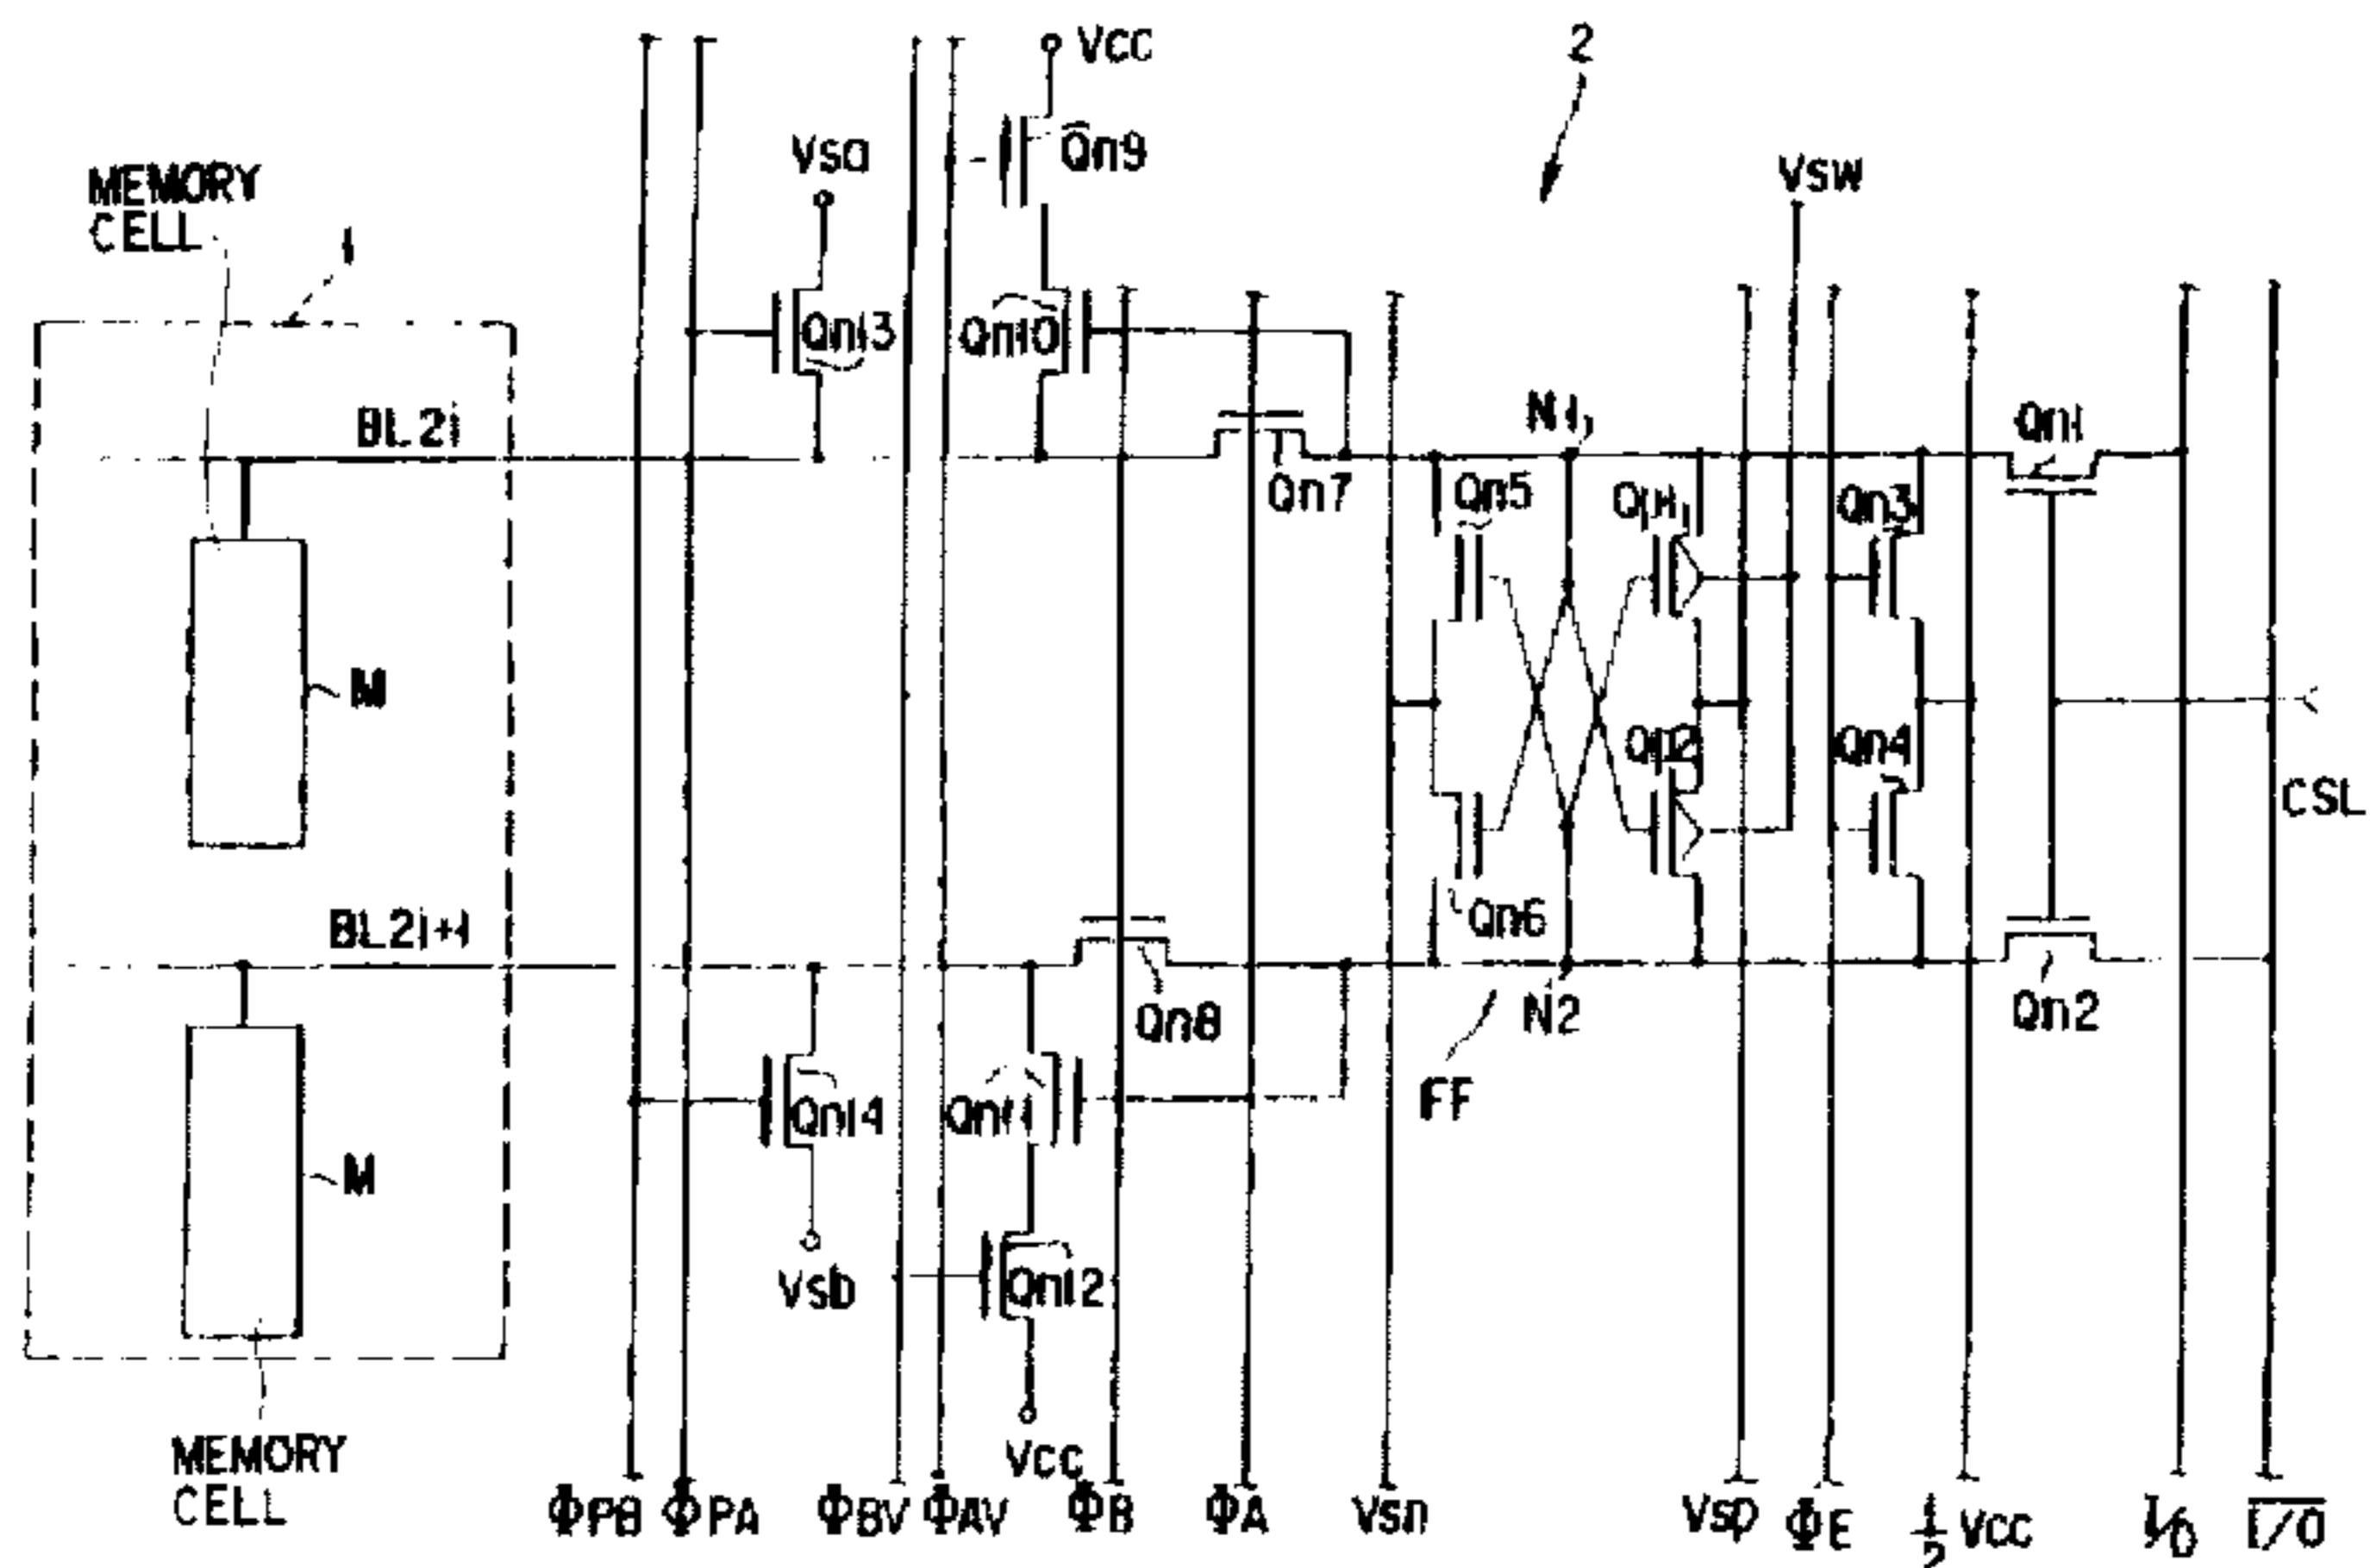 VCC
2
Vsa
Qn9
VSW
MEMORY
CELL
1
Qn13
Qn10
BL2i
N1
Qn1
Qn7
Qn5
Qn3
M
Qn4
CSL
BL2i+1
Qn6
Qn8
N2
Qn2
FF
Qn14
Qn11
M
Vsb
Qn12
MEMORY
CELL
VCC
ΦPB ΦPA ΦBV ΦAV ΦB ΦA Vsn Vsp ΦE 1/2 VCC I/O I/O